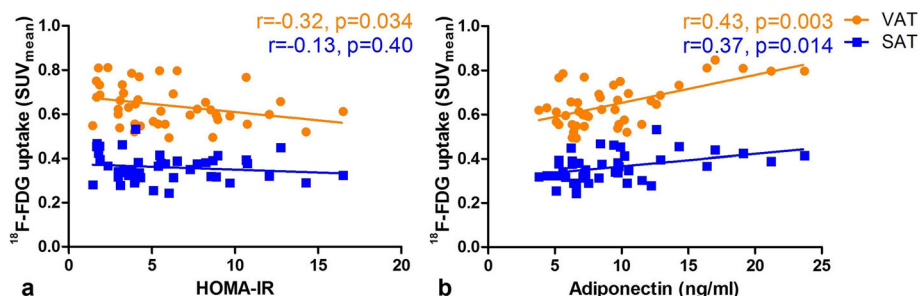 r=-0.32, p=0.034
r=-0.13, p=0.40
1.0
0.8
0.6
0.4
0.2
0.0
0
5
10
15
20
18F-FDG uptake (SUVmean)
HOMA-IR
a
r=0.43, p=0.003
r=0.37, p=0.014
VAT
SAT
1.0
0.8
0.6
0.4
0.2
0.0
0
5
10
15
20
25
18F-FDG uptake (SUVmean)
Adiponectin (ng/ml)
b